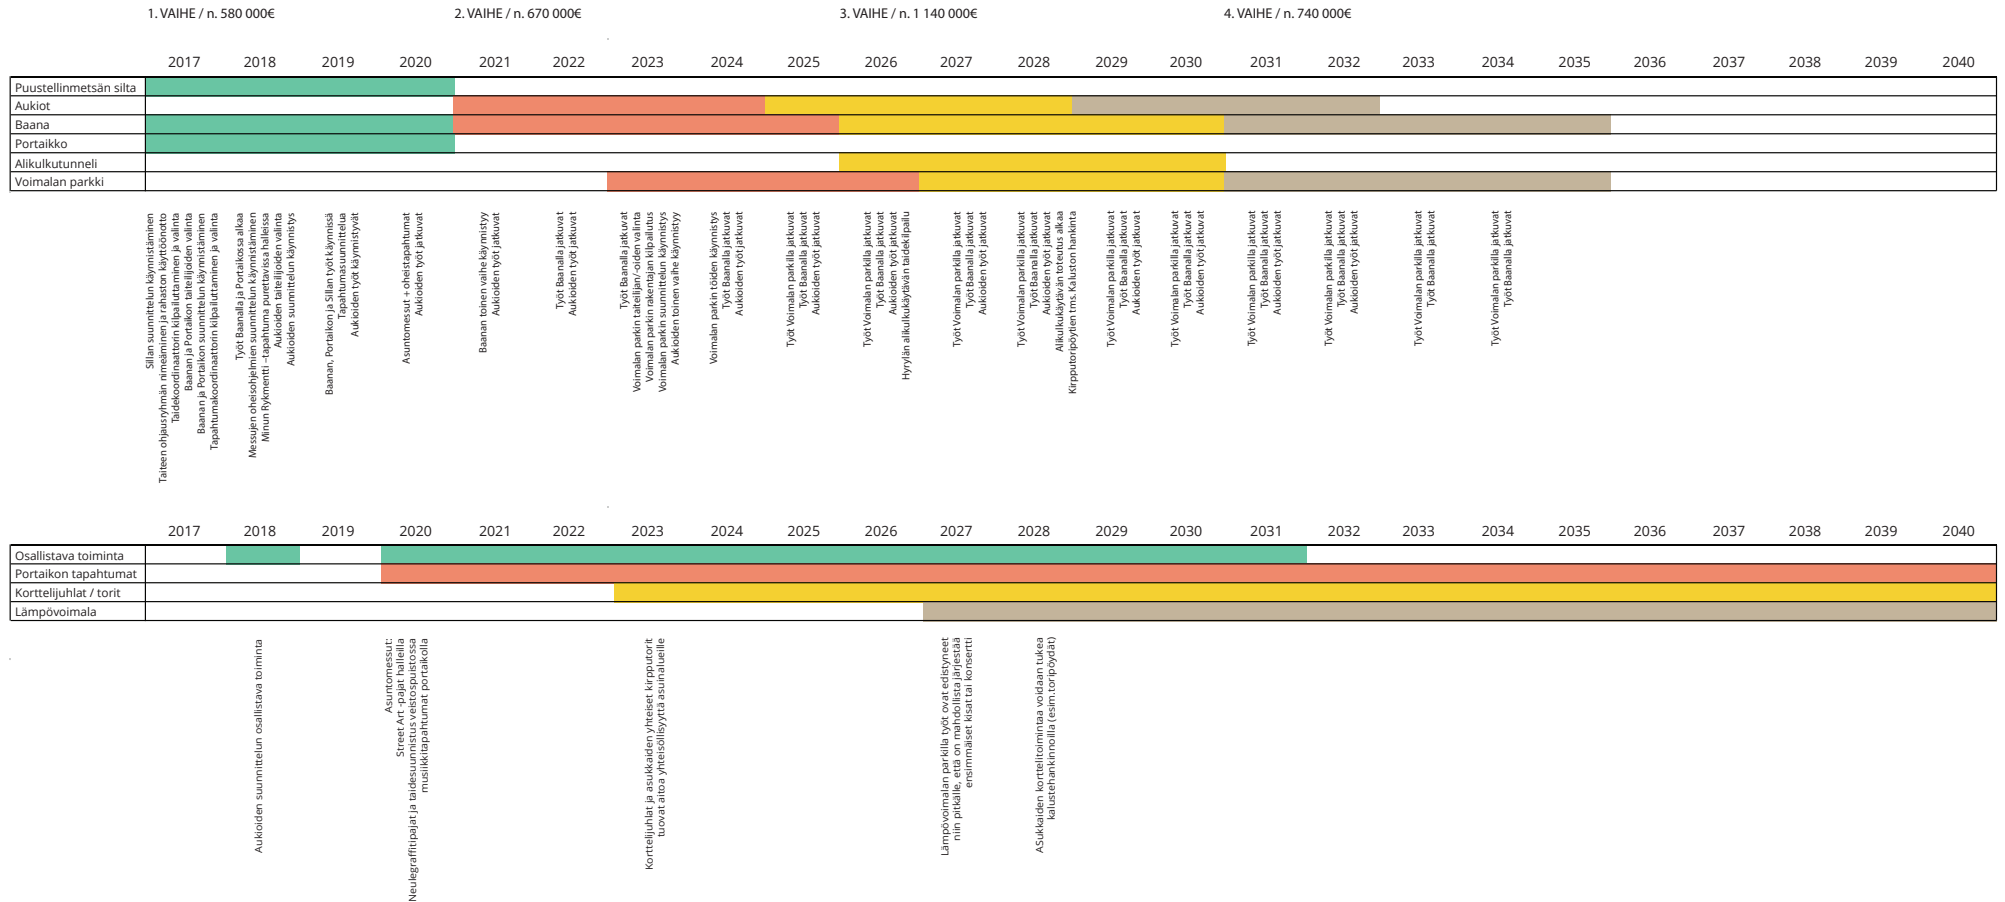 1. VAIHE / n. 580 000€
2. VAIHE / n. 670 000€
3. VAIHE / n. 1 140 000€
4. VAIHE / n. 740 000€
2017 2018 2019 2020 2021 2022 2023 2024 2025 2026 2027 2028 2029 2030 2031 2032 2033 2034 2035 2036 2037 2038 2039 2040
Puustellinmetsän silta
Aukiot
Baana
Portaikko
Alikulkutunneli
Voimalan parkki
Sillan suunnittelun käynnistäminen
Taiteen ohjausryhmän nimeäminen ja rahaston käyttöönotto
Taidekoordinaattorin kilpailuttaminen ja valinta
Baanan ja Portaikon taiteilijoiden valinta
Baanan ja Portaikon suunnittelun käynnistäminen
Tapahtumakoordinaattorin kilpailuttaminen ja valinta
Työt Baanalla ja Portaikossa alkaa
Messujen oheisohjelmien suunnittelun käynnistäminen
Minun Rykmentti –tapahtuma purettavissa halleissa
Aukioiden taiteilijoiden valinta
Aukioiden suunnittelun käynnistys
Baanan, Portaikon ja Sillan työt käynnissä
Tapahtumasuunnittelua
Aukioiden työt käynnistyvät
Asuntomessut + oheistapahtumat
Aukioiden työt jatkuvat
Baanan toinen vaihe käynnistyy
Aukioiden työt jatkuvat
Työt Baanalla jatkuvat
Aukioiden työt jatkuvat
Työt Baanalla jatkuvat
Voimalan parkin taiteilijan/-oiden valinta
Voimalan parkin rakentajan kilpailutus
Voimalan parkin suunnittelun käynnistys
Aukioiden toinen vaihe käynnistyy
Voimalan parkin töiden käynnistys
Työt Baanalla jatkuvat
Aukioiden työt jatkuvat
Työt Voimalan parkilla jatkuvat
Työt Baanalla jatkuvat
Aukioiden työt jatkuvat
Työt Voimalan parkilla jatkuvat
Työt Baanalla jatkuvat
Aukioiden työt jatkuvat
Hyrylän alikulkukäytävän taidekilpailu
Työt Voimalan parkilla jatkuvat
Työt Baanalla jatkuvat
Aukioiden työt jatkuvat
Työt Voimalan parkilla jatkuvat
Työt Baanalla jatkuvat
Aukioiden työt jatkuvat
Alikulkukäytävän toteutus alkaa
Kirpputoripöytien tms. Kaluston hankinta
Työt Voimalan parkilla jatkuvat
Työt Baanalla jatkuvat
Aukioiden työt jatkuvat
Työt Voimalan parkilla jatkuvat
Työt Baanalla jatkuvat
Aukioiden työt jatkuvat
Työt Voimalan parkilla jatkuvat
Työt Baanalla jatkuvat
Aukioiden työt jatkuvat
Työt Voimalan parkilla jatkuvat
Työt Baanalla jatkuvat
Aukioiden työt jatkuvat
Työt Voimalan parkilla jatkuvat
Työt Baanalla jatkuvat
Työt Voimalan parkilla jatkuvat
Työt Baanalla jatkuvat
2017 2018 2019 2020 2021 2022 2023 2024 2025 2026 2027 2028 2029 2030 2031 2032 2033 2034 2035 2036 2037 2038 2039 2040
Osallistava toiminta
Portaikon tapahtumat
Korttelijuhlat / torit
Lämpövoimala
Aukioiden suunnittelun osallistava toiminta
Asuntomessut:
Street Art -pajat halleilla
Neulegraffitipajat ja taidesuunnistus veistospuistossa
musiikkitapahtumat portaikolla
Korttelijuhlat ja asukkaiden yhteiset kirpputorit
tuovat aitoa yhteisöllisyyttä asuinalueille
Lämpövoimalan parkilla työt ovat edistyneet
niin pitkälle, että on mahdollista järjestää
ensimmäiset kisat tai konsertti
ASukkaiden korttelitoimintaa voidaan tukea
kalustehankinnoilla (esim.toripöydät)